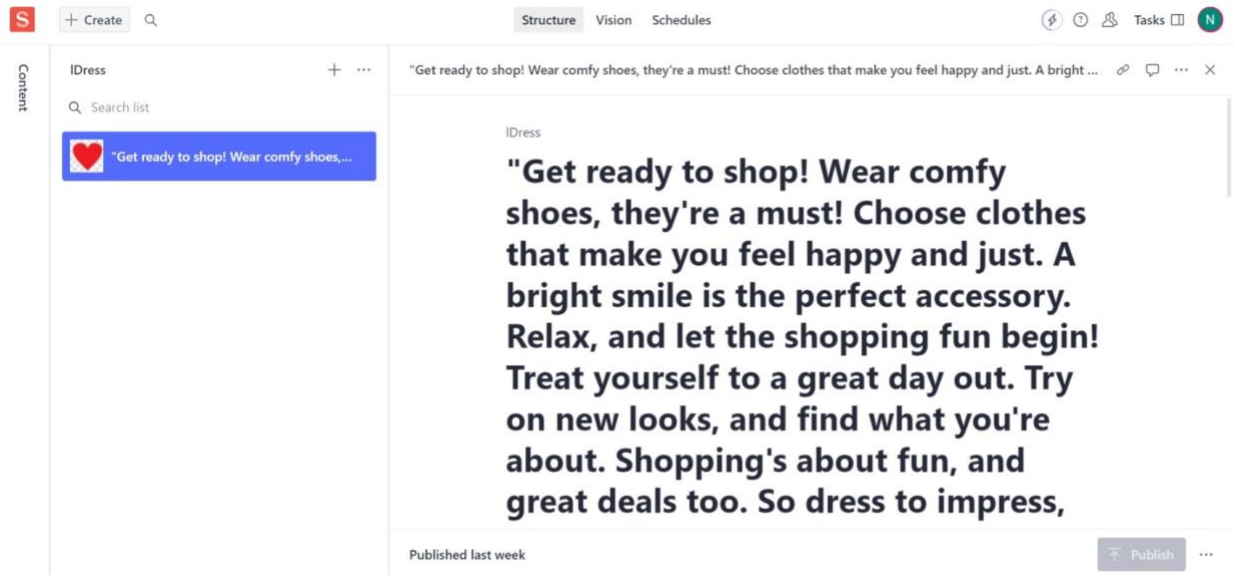 S
Create
Structure
Vision
Schedules
Tasks
N
Content
lDress
Search list
"Get ready to shop! Wear comfy shoes,...
"Get ready to shop! Wear comfy shoes, they're a must! Choose clothes that make you feel happy and just. A bright ...
lDress
"Get ready to shop! Wear comfy
shoes, they're a must! Choose clothes
that make you feel happy and just. A
bright smile is the perfect accessory.
Relax, and let the shopping fun begin!
Treat yourself to a great day out. Try
on new looks, and find what you're
about. Shopping's about fun, and
great deals too. So dress to impress,
Published last week
Publish